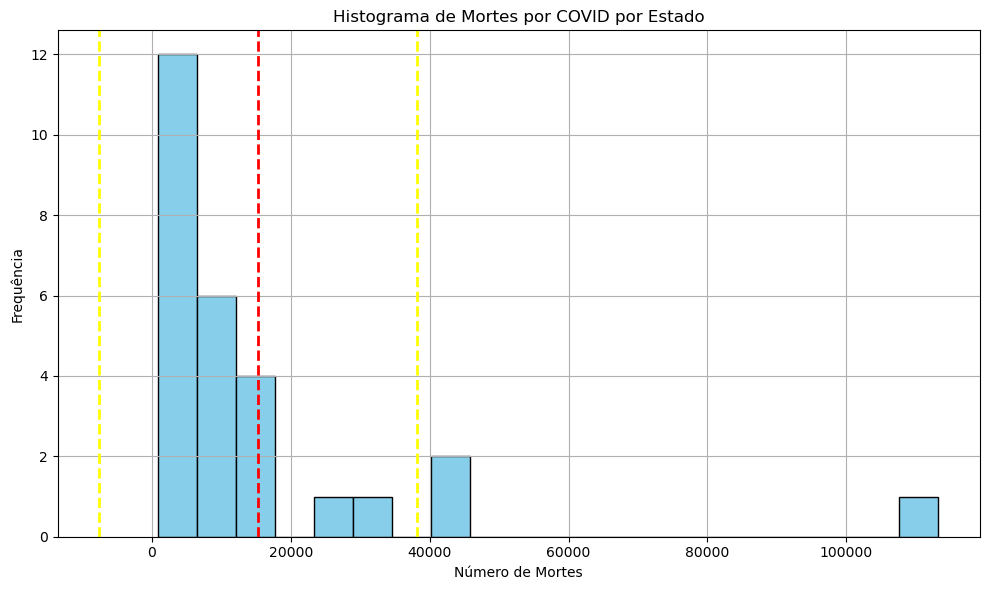 Histograma de Mortes por COVID por Estado
12
10
8
6
4
2
0
Frequência
0 20000 40000 60000 80000 100000
Número de Mortes